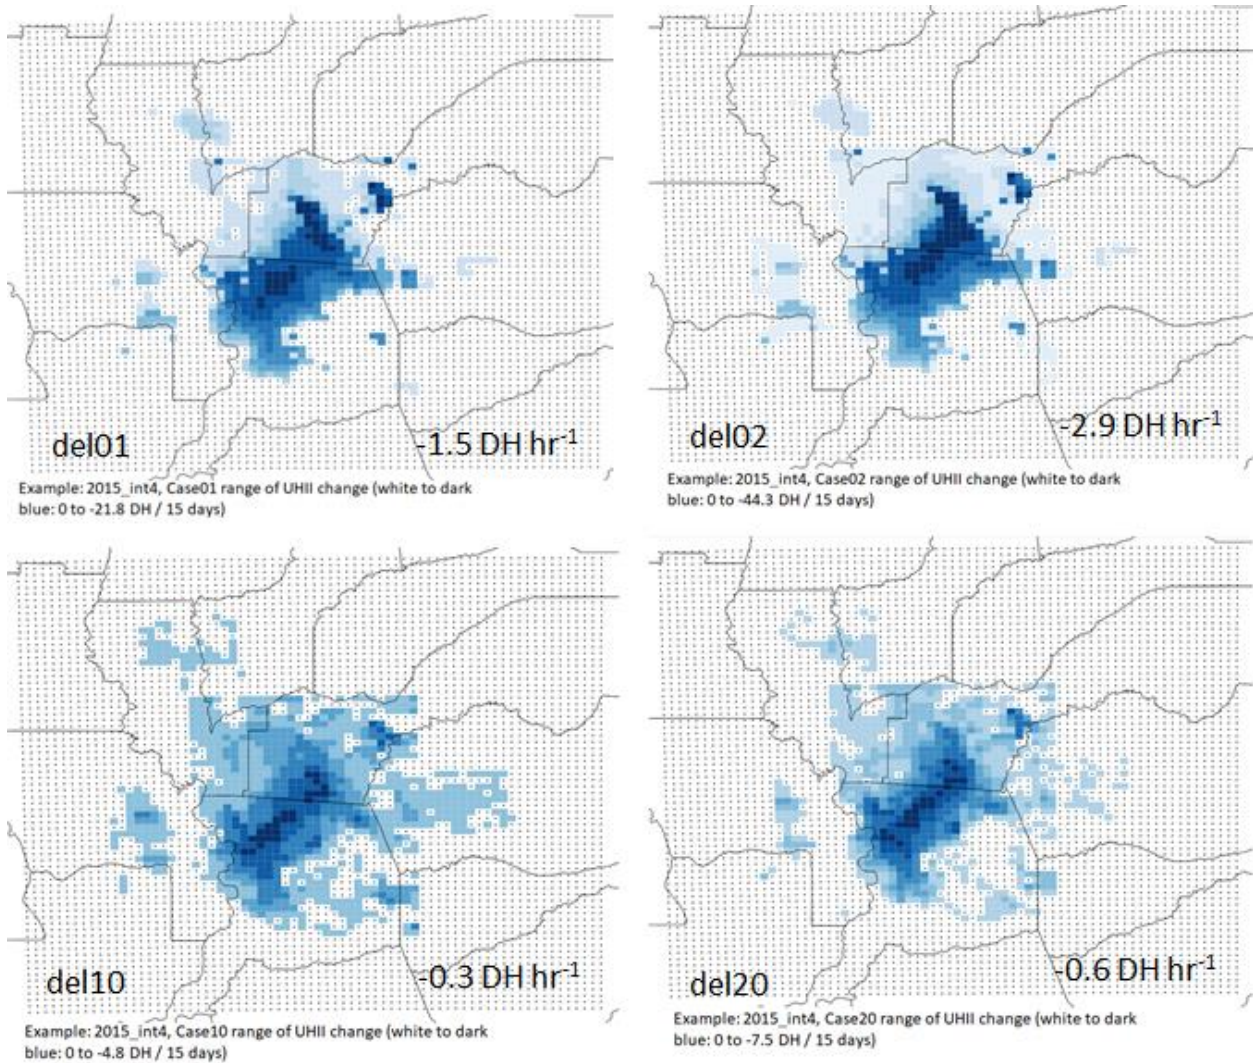 del01
-1.5 DH hr-1
Example: 2015_int4, Case01 range of UHII change (white to dark
blue: 0 to -21.8 DH / 15 days)
del02
-2.9 DH hr-1
Example: 2015_int4, Case02 range of UHII change (white to dark
blue: 0 to -44.3 DH / 15 days)
del10
-0.3 DH hr-1
Example: 2015_int4, Case10 range of UHII change (white to dark
blue: 0 to -4.8 DH / 15 days)
del20
-0.6 DH hr-1
Example: 2015_int4, Case20 range of UHII change (white to dark
blue: 0 to -7.5 DH / 15 days)